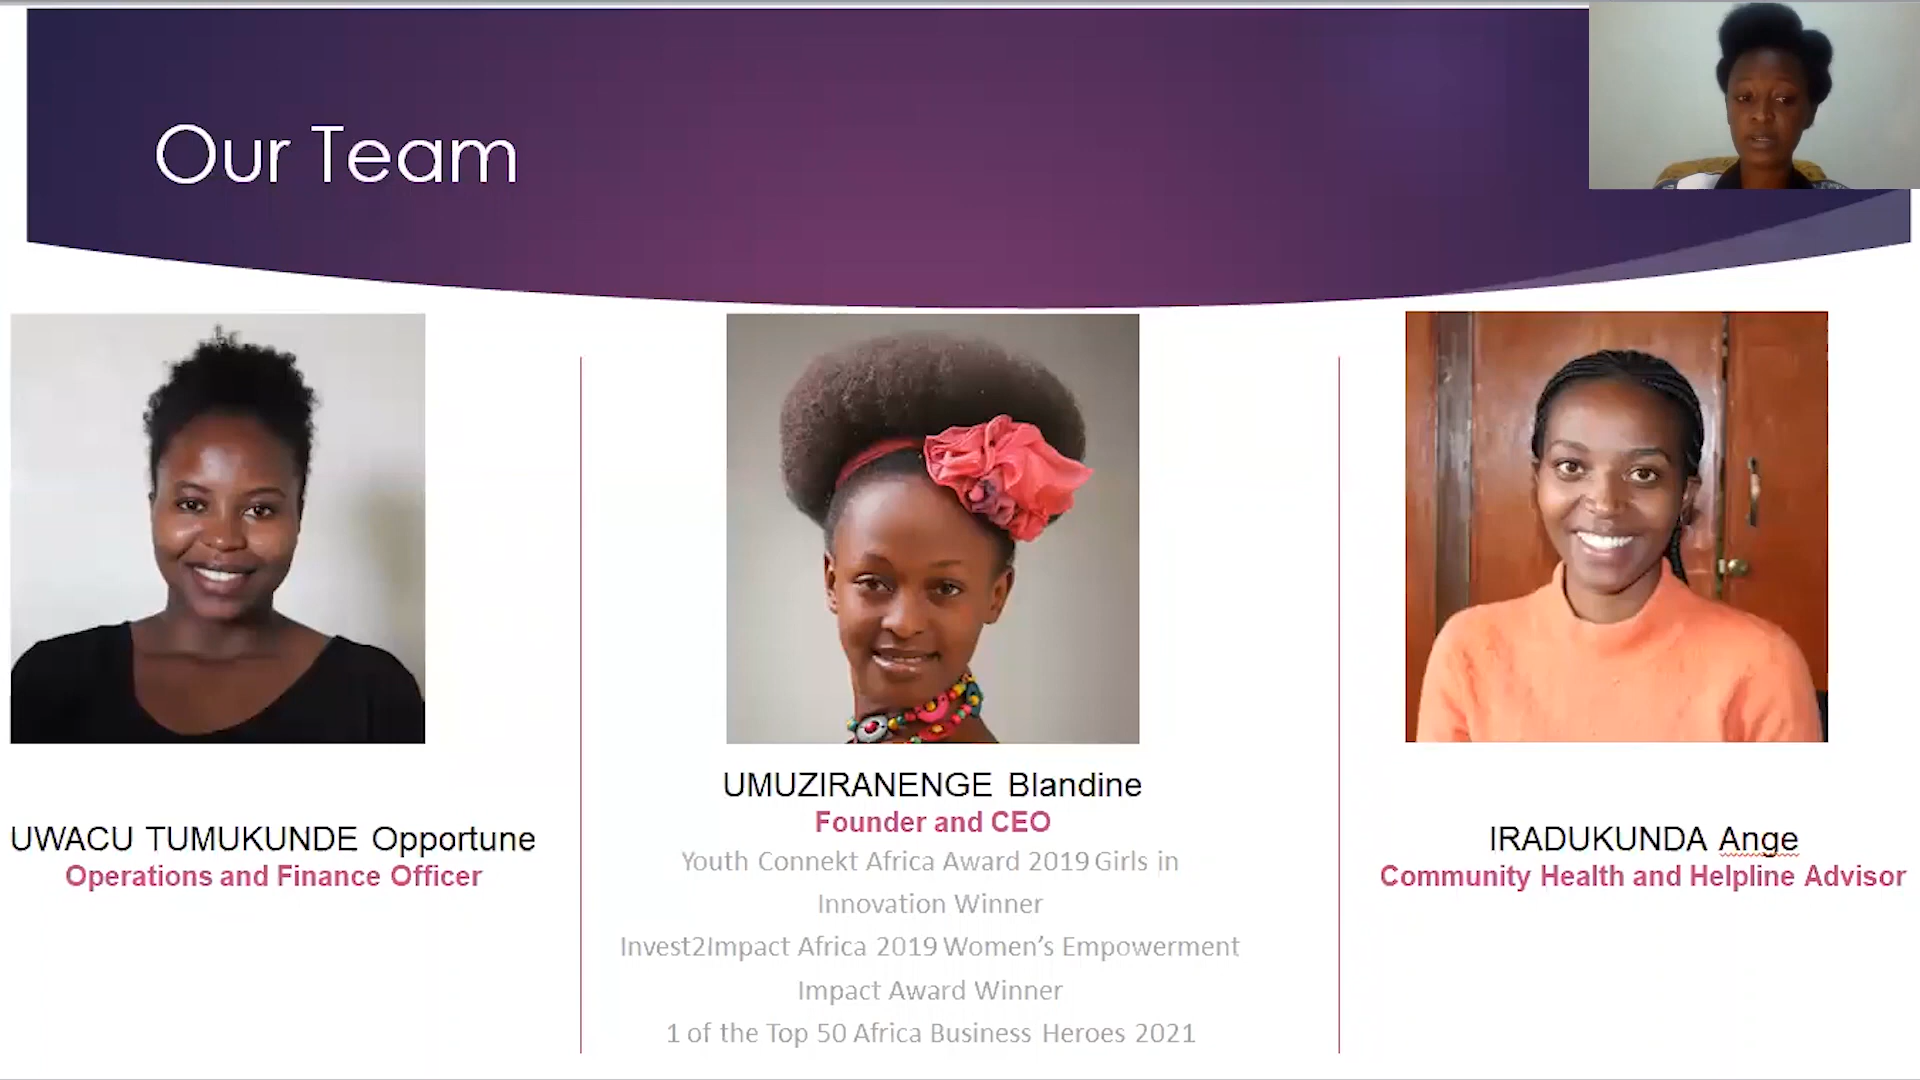 Our Team
UWACU TUMUKUNDE Opportune
Operations and Finance Officer
UMUZIRANENGE Blandine
Founder and CEO
Youth Connekt Africa Award 2019 Girls in
Innovation Winner
Invest2Impact Africa 2019 Women’s Empowerment
Impact Award Winner
1 of the Top 50 Africa Business Heroes 2021
IRADUKUNDA Ange
Community Health and Helpline Advisor